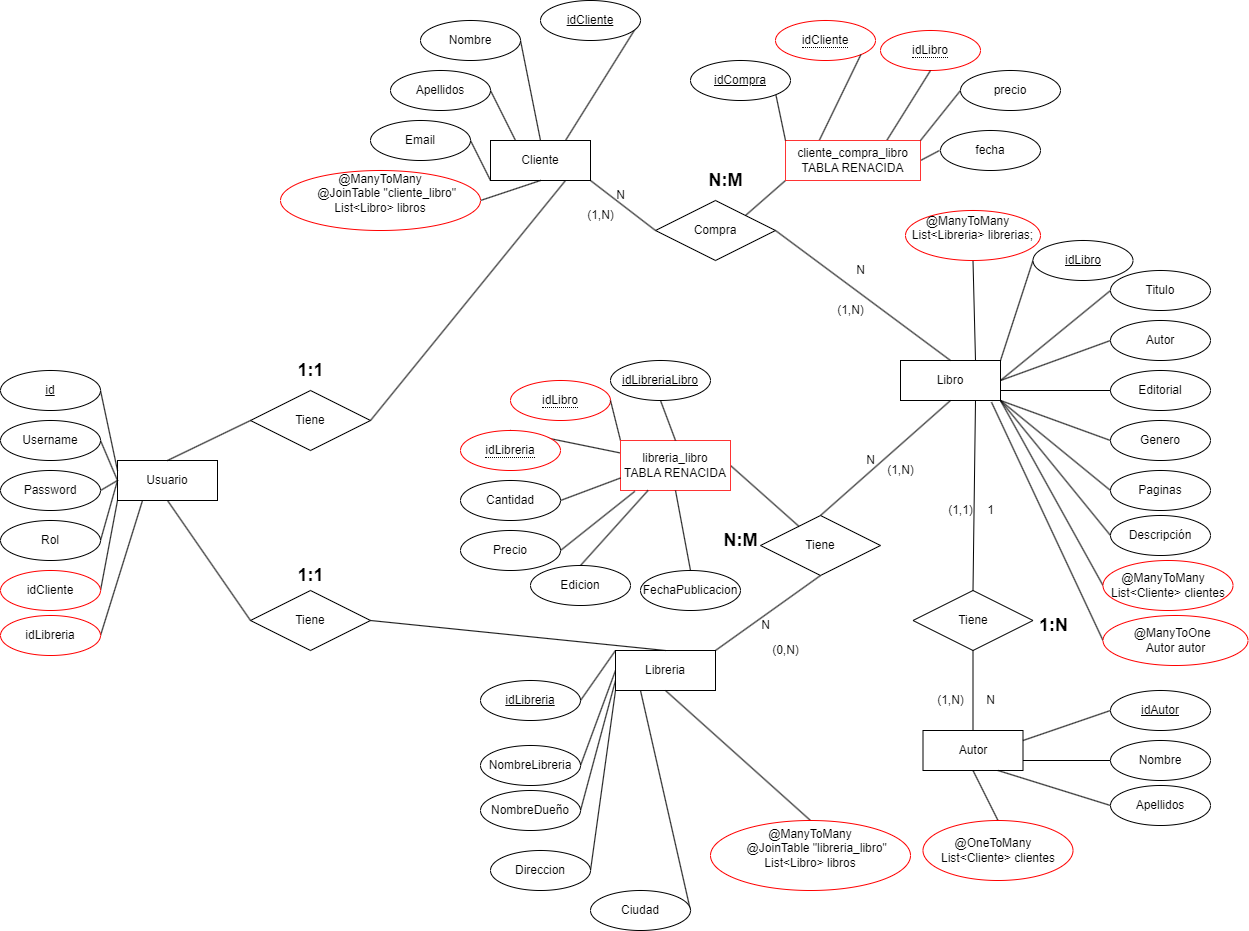 idCliente
Nombre
Apellidos
Email
@ManyToMany
@JoinTable "cliente_libro"
List<Libro> libros
Cliente
idCliente
idLibro
idCompra
precio
fecha
cliente_compra_libro
TABLA RENACIDA
N:M
N
(1,N)
Compra
N
(1,N)
@ManyToMany
List<Libreria> librerias;
idLibro
Titulo
Autor
Editorial
Genero
Paginas
Descripción
@ManyToMany
List<Cliente> clientes
@ManyToOne
Autor autor
Libro
1:1
Tiene
id
Username
Password
Rol
idCliente
idLibreria
Usuario
1:1
Tiene
idLibreriaLibro
idLibro
idLibreria
Cantidad
Precio
Edicion
FechaPublicacion
libreria_libro
TABLA RENACIDA
N
(1,N)
N:M
Tiene
N
(0,N)
(1,1)
1
Tiene
1:N
(1,N)
N
Libreria
idLibreria
NombreLibreria
NombreDueño
Direccion
Ciudad
@ManyToMany
@JoinTable "libreria_libro"
List<Libro> libros
Autor
idAutor
Nombre
Apellidos
@OneToMany
List<Cliente> clientes